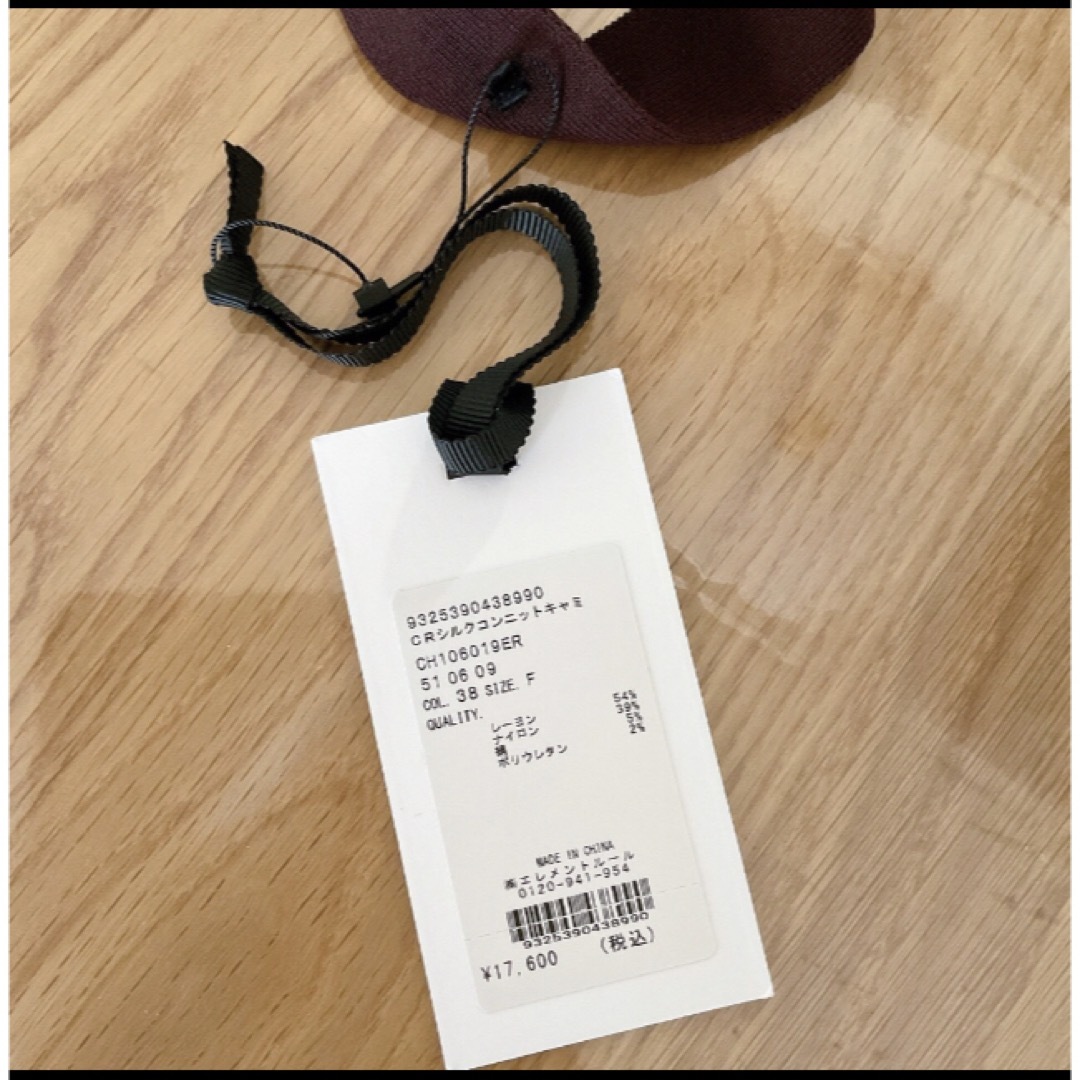 9325390438990
CRシルクコンニットキャミ
CH106019ER
51 06 09
COL. 38 SIZE. F
QUALITY.
レーヨン 54%
ナイロン 39%
絹 5%
ポリウレタン 2%
MADE IN CHINA
㈱エレメントルール
0120-941-954
9325390438990
¥17,600 (税込)